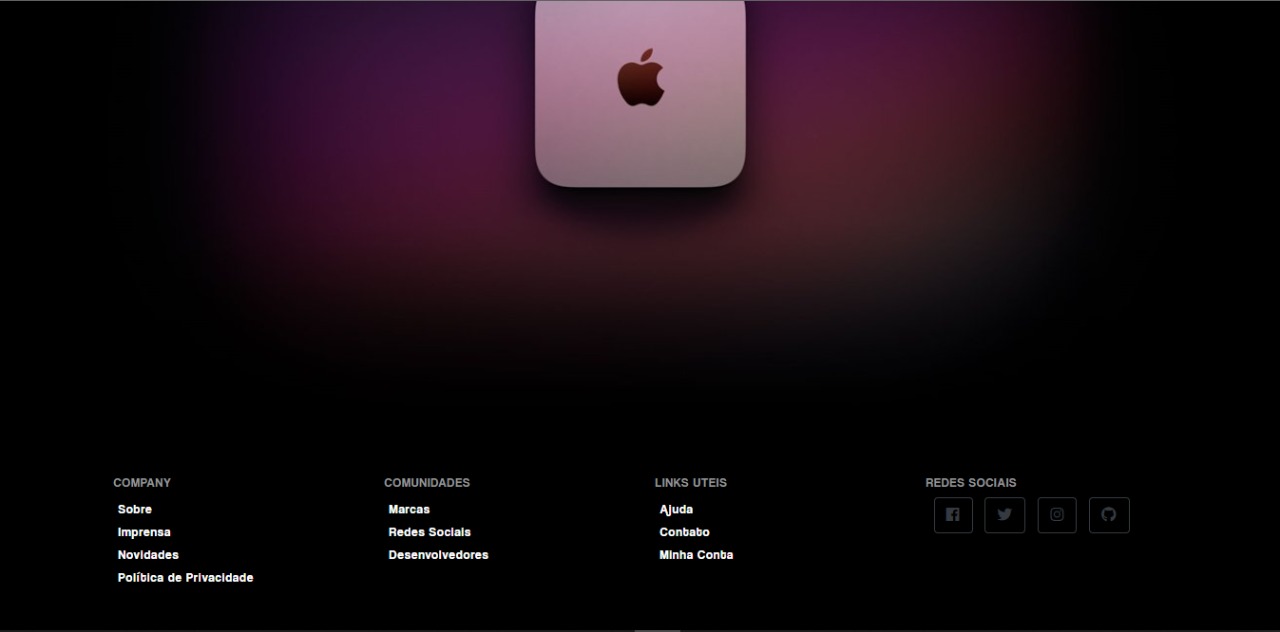 COMPANY
Sobre
Imprensa
Novidades
Política de Privacidade
COMUNIDADES
Marcas
Redes Sociais
Desenvolvedores
LINKS UTEIS
Ajuda
Contato
Minha Conta
REDES SOCIAIS